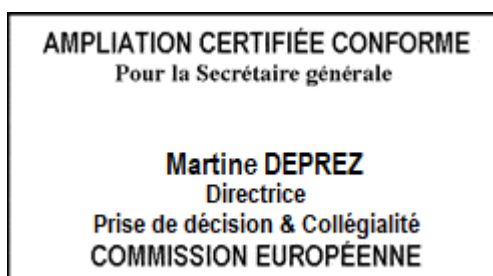 AMPLIATION CERTIFIÉE CONFORME
Pour la Secrétaire générale
Martine DEPREZ
Directrice
Prise de décision & Collégialité
COMMISSION EUROPÉENNE